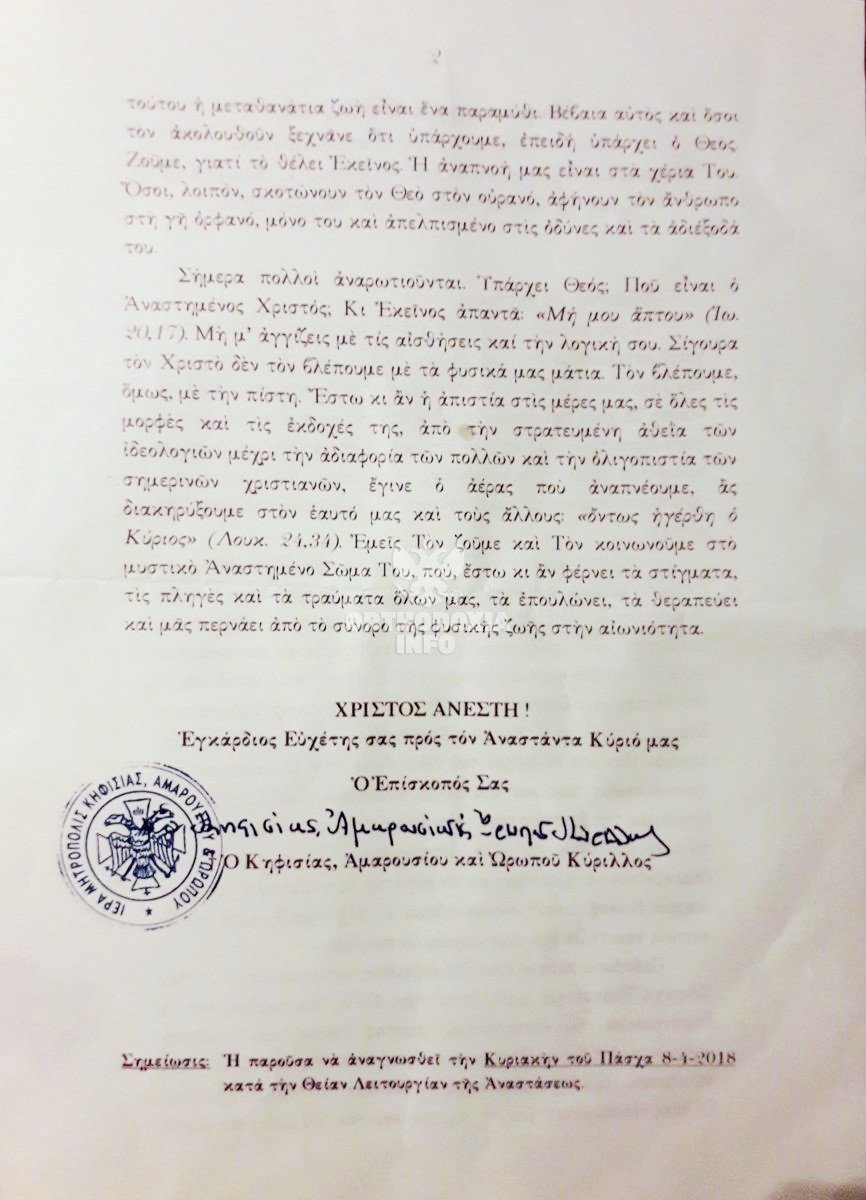 2
τούτου ἡ μεταθανάτια ζωὴ εἶναι ἕνα παραμύθι. Βέβαια αὐτὸς καὶ ὅσοι
τὸν ἀκολουθοῦν ξεχνᾶνε ὅτι ὑπάρχουμε, ἐπειδὴ ὑπάρχει ὁ Θεός.
Ζοῦμε, γιατί τὸ θέλει Ἐκεῖνος. Ἡ ἀναπνοή μας εἶναι στὰ χέρια Του.
Ὅσοι, λοιπόν, σκοτώνουν τὸν Θεὸ στὸν οὐρανό, ἀφήνουν τὸν ἄνθρωπο
στὴ γῆ ὀρφανό, μόνο του καὶ ἀπελπισμένο στὶς ὀδύνες καὶ τὰ ἀδιέξοδά
του.
Σήμερα πολλοὶ ἀναρωτιοῦνται. Ὑπάρχει Θεός; Ποῦ εἶναι ὁ
Ἀναστημένος Χριστός; Κι Ἐκεῖνος ἀπαντᾶ: «Μή μου ἅπτου» (Ἰω.
20,17). Μὴ μ’ ἀγγίζεις μὲ τίς αἰσθήσεις καί τὴν λογική σου. Σίγουρα
τὸν Χριστὸ δὲν τὸν βλέπουμε μὲ τὰ φυσικά μας μάτια. Τὸν βλέπουμε,
ὅμως, μὲ τὴν πίστη. Ἔστω κι ἂν ἡ ἀπιστία στὶς μέρες μας, σὲ ὅλες τὶς
μορφὲς καὶ τὶς ἐκδοχές της, ἀπὸ τὴν στρατευμένη ἀθεΐα τῶν
ἰδεολογιῶν μέχρι τὴν ἀδιαφορία τῶν πολλῶν καὶ τὴν ὀλιγοπιστία τῶν
σημερινῶν χριστιανῶν, ἔγινε ὁ ἀέρας ποὺ ἀναπνέουμε, ἂς
διακηρύξουμε στὸν ἑαυτό μας καὶ τοὺς ἄλλους: «ὄντως ἠγέρθη ὁ
Κύριος» (Λουκ. 24,34). Ἐμεῖς Τὸν ζοῦμε καὶ Τὸν κοινωνοῦμε στὸ
μυστικὸ Ἀναστημένο Σῶμα Του, πού, ἔστω κι ἂν φέρνει τὰ στίγματα,
τὶς πληγὲς καὶ τὰ τραύματα ὅλων μας, τὰ ἐπουλώνει, τὰ θεραπεύει
καὶ μᾶς περνάει ἀπὸ τὸ σύνορο τῆς φυσικῆς ζωῆς στὴν αἰωνιότητα.
ORTHODOXIA
INFO
ΧΡΙΣΤΟΣ ΑΝΕΣΤΗ !
Ἐγκάρδιος Εὐχέτης σας πρός τόν Ἀναστάντα Κύριό μας
Ὁ Ἐπίσκοπός Σας
ΙΕΡΑ ΜΗΤΡΟΠΟΛΙΣ ΚΗΦΙΣΙΑΣ, ΑΜΑΡΟΥΣΙΟΥ & ΩΡΩΠΟΥ
Ὁ Κηφισίας, Ἀμαρουσίου καὶ Ὠρωποῦ Κύριλλος
Σημείωσις: Ἡ παροῦσα νὰ ἀναγνωσθεῖ τὴν Κυριακὴν τοῦ Πάσχα 8-4-2018
κατά τὴν Θείαν Λειτουργίαν τῆς Ἀναστάσεως.